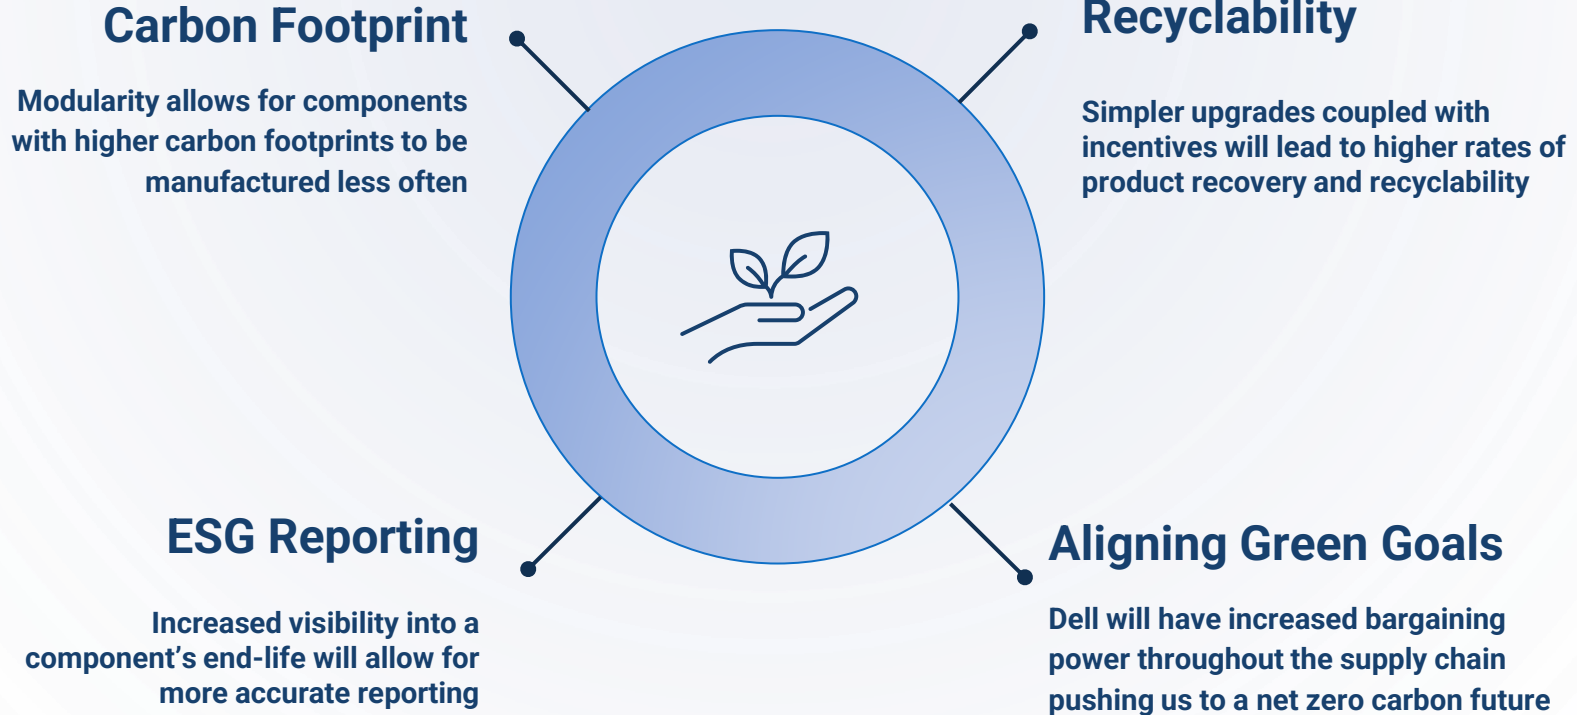 Carbon Footprint
Modularity allows for components
with higher carbon footprints to be
manufactured less often
Recyclability
Simpler upgrades coupled with
incentives will lead to higher rates of
product recovery and recyclability
ESG Reporting
Increased visibility into a
component’s end-life will allow for
more accurate reporting
Aligning Green Goals
Dell will have increased bargaining
power throughout the supply chain
pushing us to a net zero carbon future